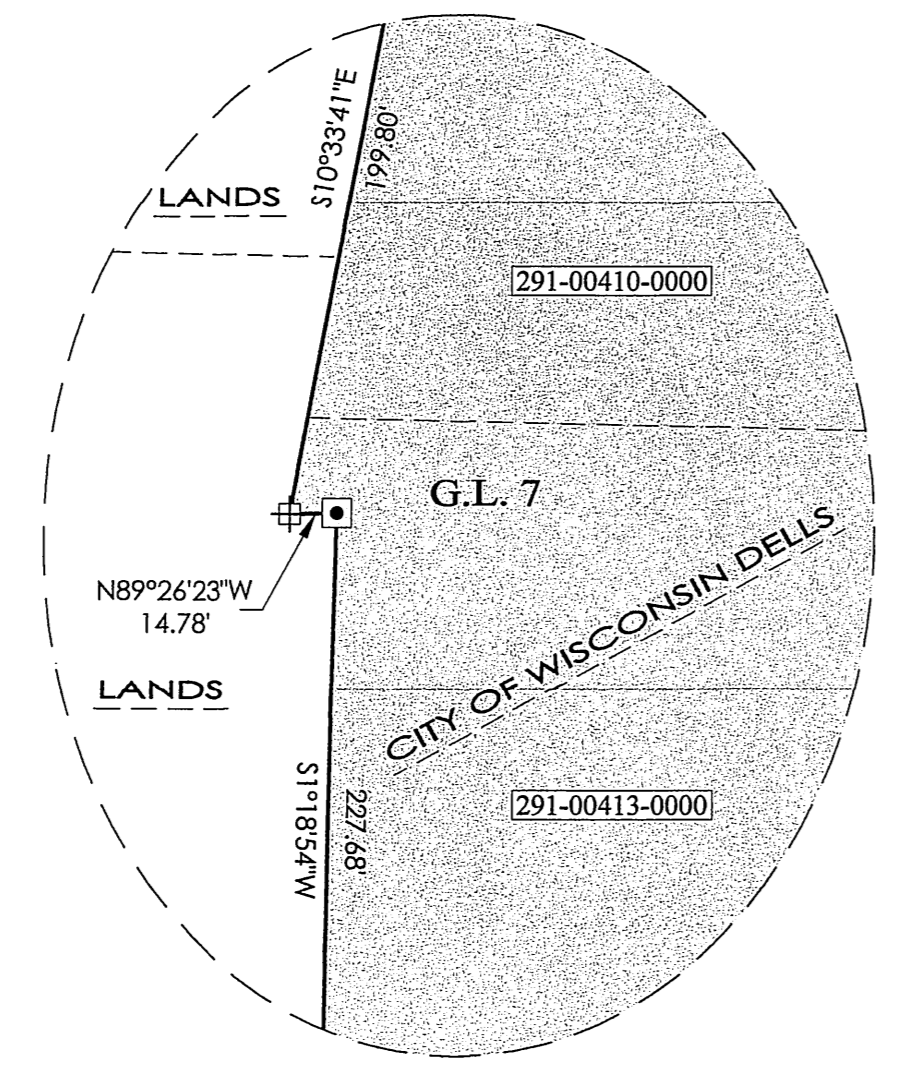 S10°33'41"E
199.80'
LANDS
291-00410-0000
G.L. 7
N89°26'23"W
14.78'
CITY OF WISCONSIN DELLS
LANDS
S1°18'54"W
227.68'
291-00413-0000